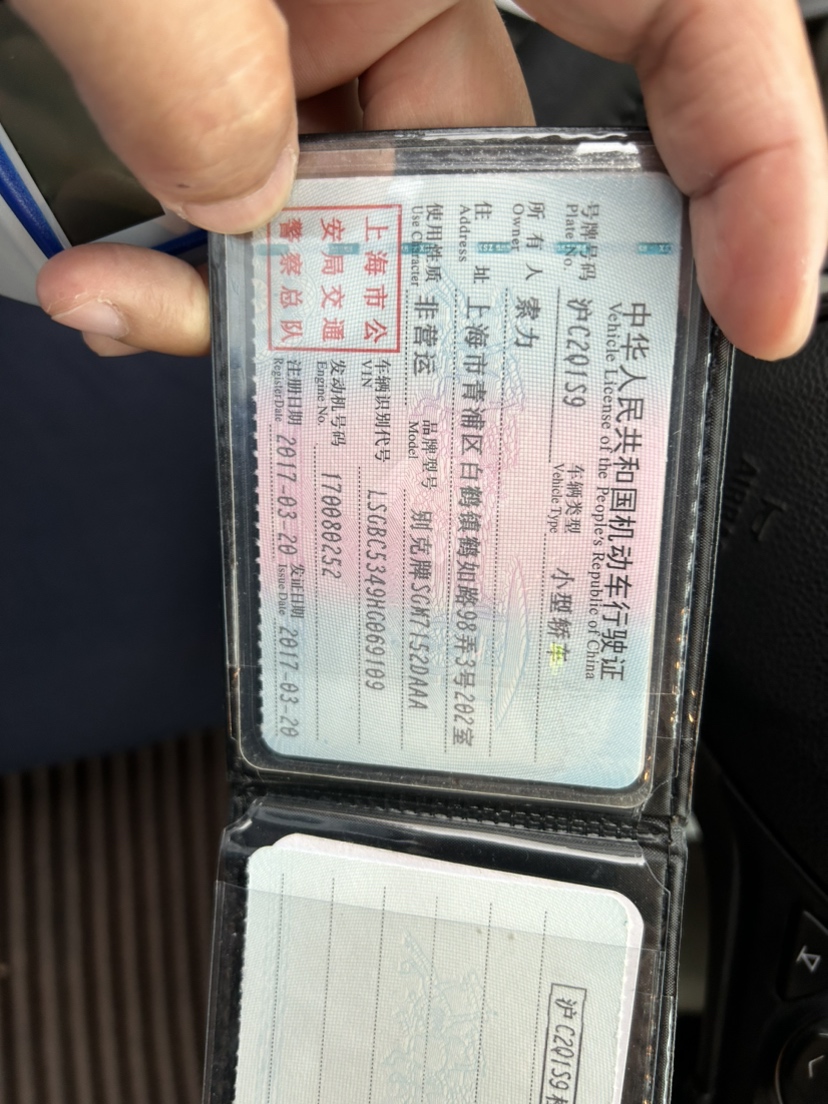 中华人民共和国机动车行驶证
Vehicle License of the People's Republic of China
号牌号码 沪C2Q1S9 车辆类型 小型轿车
Plate No. Vehicle Type
所有人 索力
Owner
住址 上海市青浦区白鹤镇鹤如路98弄3号202室
Address
使用性质 非营运 品牌型号 别克牌SGM7152DAAA
Use Character Model
上海市公
安局交通
警察总队
车辆识别代号 LSGBC5349HG069109
VIN
发动机号码 170080252
Engine No.
注册日期 2017-03-20 发证日期 2017-03-20
Register Date Issue Date
沪C2Q1S9